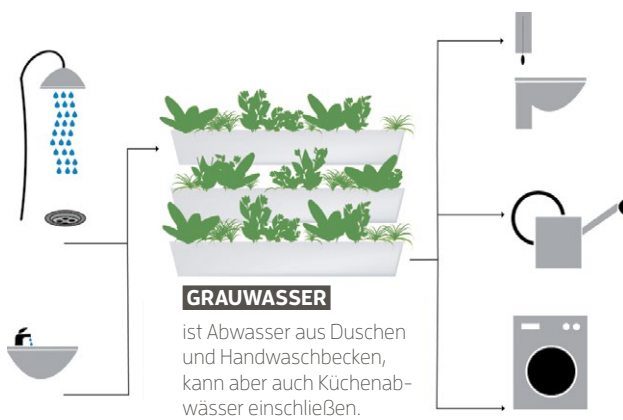 GRAUWASSER
ist Abwasser aus Duschen
und Handwaschbecken,
kann aber auch Küchenab-
wässer einschließen.